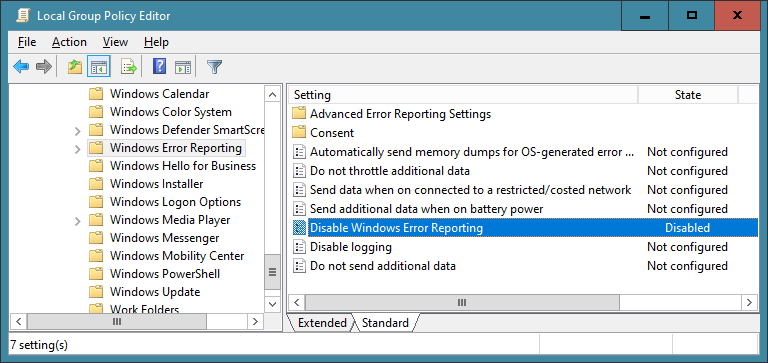 Local Group Policy Editor
File Action View Help
Windows Calendar
Windows Color System
Windows Defender SmartScre
Windows Error Reporting
Windows Hello for Business
Windows Installer
Windows Logon Options
Windows Media Player
Windows Messenger
Windows Mobility Center
Windows PowerShell
Windows Update
Work Folders
Setting State
Advanced Error Reporting Settings
Consent
Automatically send memory dumps for OS-generated error ... Not configured
Do not throttle additional data Not configured
Send data when on connected to a restricted/costed network Not configured
Send additional data when on battery power Not configured
Disable Windows Error Reporting Disabled
Disable logging Not configured
Do not send additional data Not configured
Extended Standard
7 setting(s)